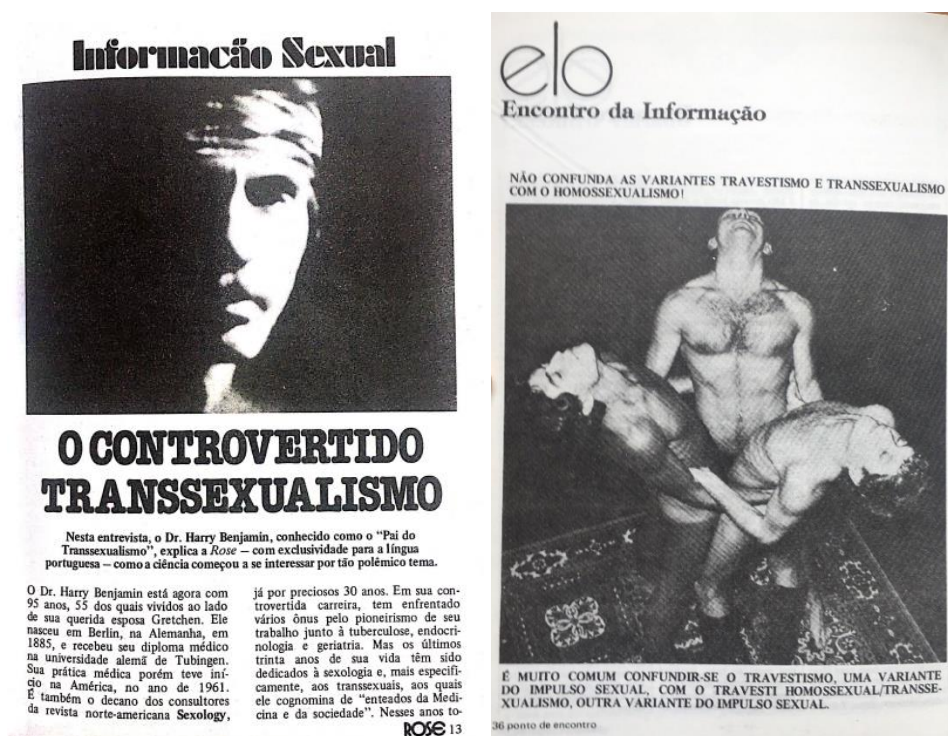 Informacão Sexual
O CONTROVERTIDO
TRANSSEXUALISMO
Nesta entrevista, o Dr. Harry Benjamin, conhecido como o “Pai do
Transsexualismo”, explica a Rose — com exclusividade para a língua
portuguesa — como a ciência começou a se interessar por tão polêmico tema.
O Dr. Harry Benjamin está agora com
95 anos, 55 dos quais vividos ao lado
de sua querida esposa Gretchen. Ele
nasceu em Berlin, na Alemanha, em
1885, e recebeu seu diploma médico
na universidade alemã de Tubingen.
Sua prática médica porém teve iní-
cio na América, no ano de 1961.
É também o decano dos consultores
da revista norte-americana Sexology,
já por preciosos 30 anos. Em sua con-
trovertida carreira, tem enfrentado
vários ônus pelo pioneirismo de seu
trabalho junto à tuberculose, endocri-
nologia e geriatria. Mas os últimos
trinta anos de sua vida têm sido
dedicados à sexologia e, mais especifi-
camente, aos transsexuais, aos quais
ele cognomina de “enteados da Medi-
cina e da sociedade”. Nesses anos to-
ROSE 13
elo
Encontro da Informação
NÃO CONFUNDA AS VARIANTES TRAVESTISMO E TRANSSEXUALISMO
COM O HOMOSSEXUALISMO!
É MUITO COMUM CONFUNDIR-SE O TRAVESTISMO, UMA VARIANTE
DO IMPULSO SEXUAL, COM O TRAVESTI HOMOSSEXUAL/TRANSSE-
XUALISMO, OUTRA VARIANTE DO IMPULSO SEXUAL.
36 ponto de encontro